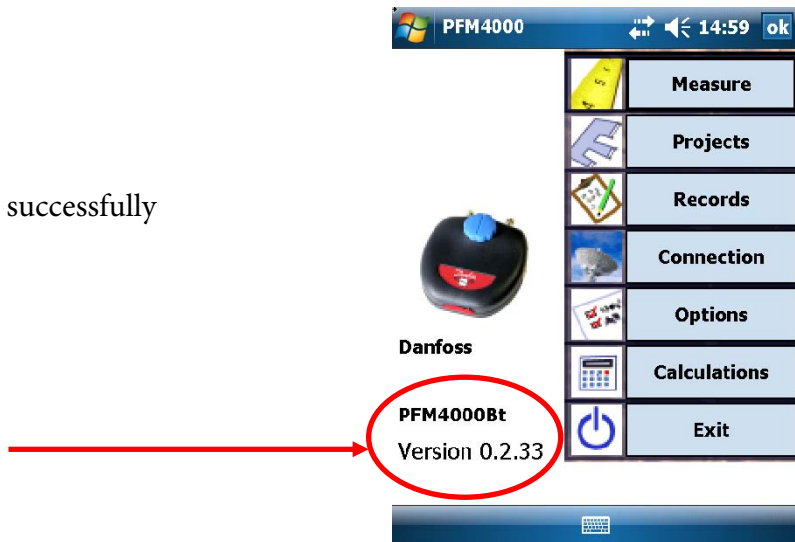 PFM4000 14:59 ok
Measure
Projects
successfully
Records
Connection
Options
Danfoss
Calculations
PFM4000Bt
Exit
Version 0.2.33